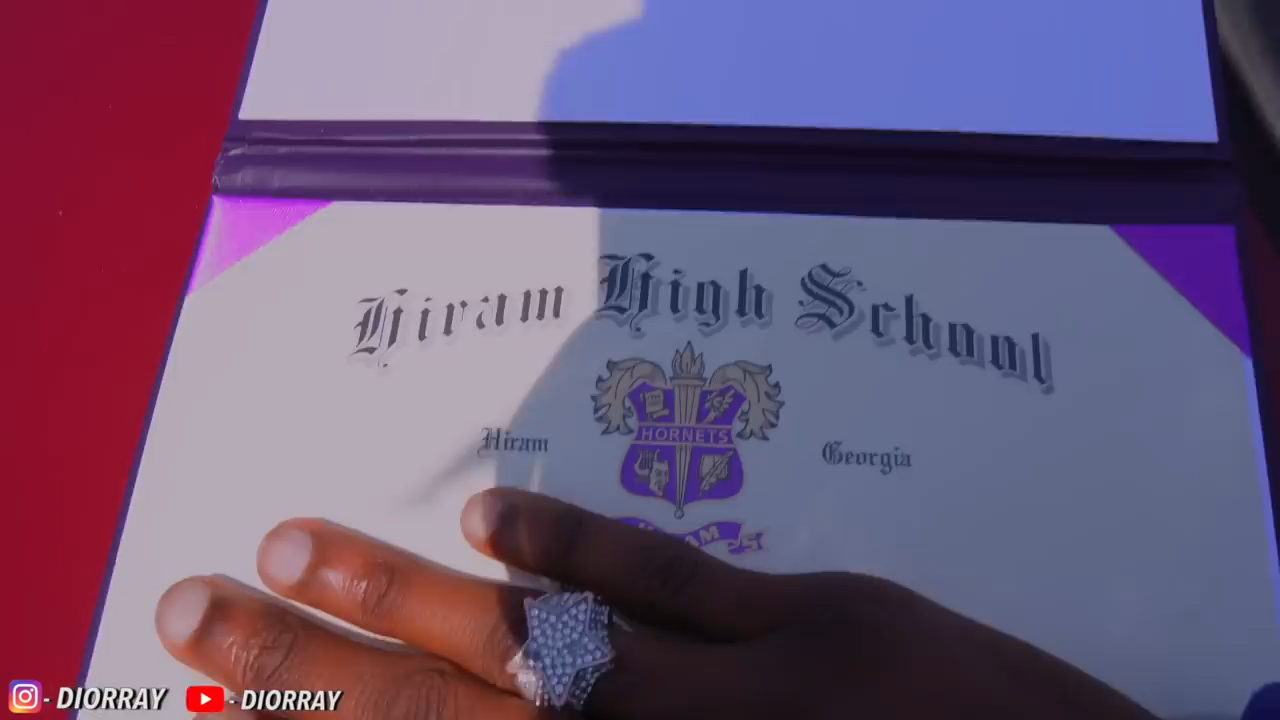 Hiram High School
HORNETS
Hiram
Georgia
- DIORRAY
- DIORRAY